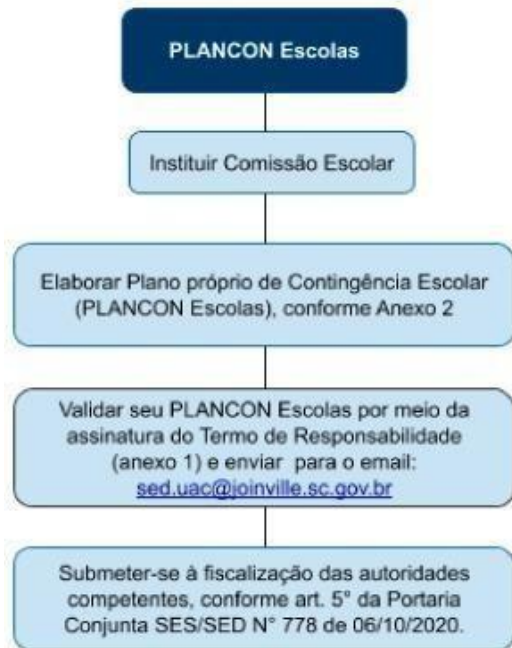 PLANCON Escolas
Instituir Comissão Escolar
Elaborar Plano próprio de Contingência Escolar
(PLANCON Escolas), conforme Anexo 2
Validar seu PLANCON Escolas por meio da
assinatura do Termo de Responsabilidade
(anexo 1) e enviar para o email:
sed.uac@joinville.sc.gov.br
Submeter-se à fiscalização das autoridades
competentes, conforme art. 5° da Portaria
Conjunta SES/SED N° 778 de 06/10/2020.